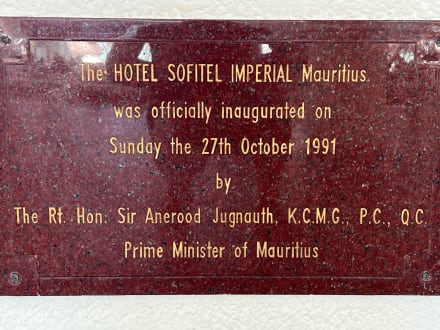 The HOTEL SOFITEL IMPERIAL Mauritius.
was officially inaugurated on
Sunday the 27th October 1991
by
The Rt. Hon. Sir Anerood Jugnauth, K.C.M.G., P.C., Q.C.
Prime Minister of Mauritius